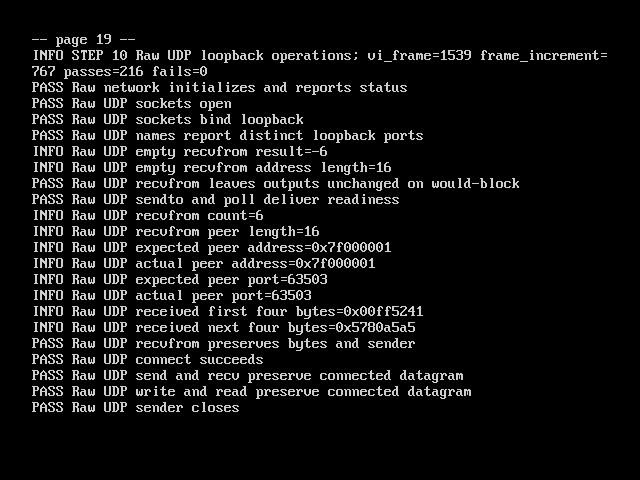 -- page 19 --
INFO STEP 10 Raw UDP loopback operations; vi_frame=1539 frame_increment=
767 passes=216 fails=0
PASS Raw network initializes and reports status
PASS Raw UDP sockets open
PASS Raw UDP sockets bind loopback
PASS Raw UDP names report distinct loopback ports
INFO Raw UDP empty recvfrom result=-6
INFO Raw UDP empty recvfrom address length=16
PASS Raw UDP recvfrom leaves outputs unchanged on would-block
PASS Raw UDP sendto and poll deliver readiness
INFO Raw UDP recvfrom count=6
INFO Raw UDP recvfrom peer length=16
INFO Raw UDP expected peer address=0x7f000001
INFO Raw UDP actual peer address=0x7f000001
INFO Raw UDP expected peer port=63503
INFO Raw UDP actual peer port=63503
INFO Raw UDP received first four bytes=0x00ff5241
INFO Raw UDP received next four bytes=0x5780a5a5
PASS Raw UDP recvfrom preserves bytes and sender
PASS Raw UDP connect succeeds
PASS Raw UDP send and recv preserve connected datagram
PASS Raw UDP write and read preserve connected datagram
PASS Raw UDP sender closes